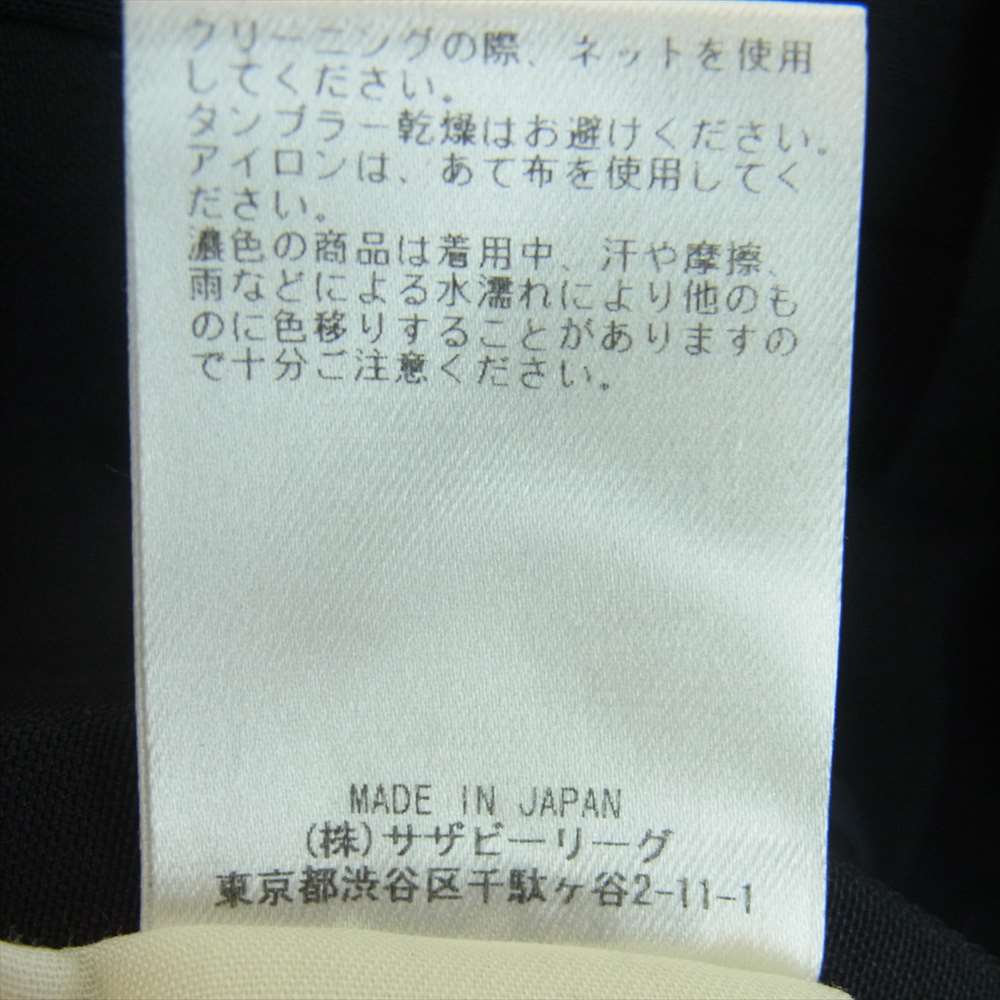 クリーニングの際、ネットを使用
してください。
タンブラー乾燥はお避けください。
アイロンは、あて布を使用してく
ださい。
濃色の商品は着用中、汗や摩擦、
雨などによる水濡れにより他のも
のに色移りすることがありますの
で十分ご注意ください。
MADE IN JAPAN
(株)サザビーリーグ
東京都渋谷区千駄ヶ谷2-11-1